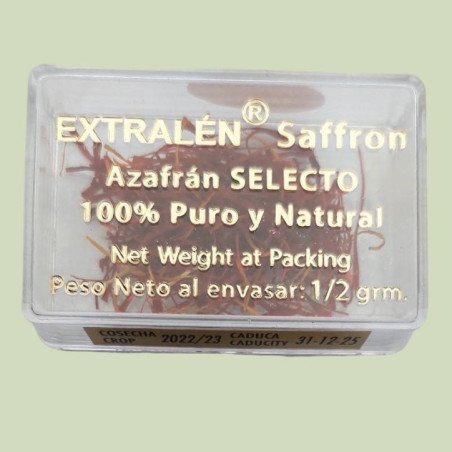 EXTRALÉN® Saffron
Azafrán SELECTO
100% Puro y Natural
Net Weight at Packing
Peso Neto al envasar: 1/2 grm.
COSECHA 2022/23 CADUCA 31-12-25
CROP CADUCITY